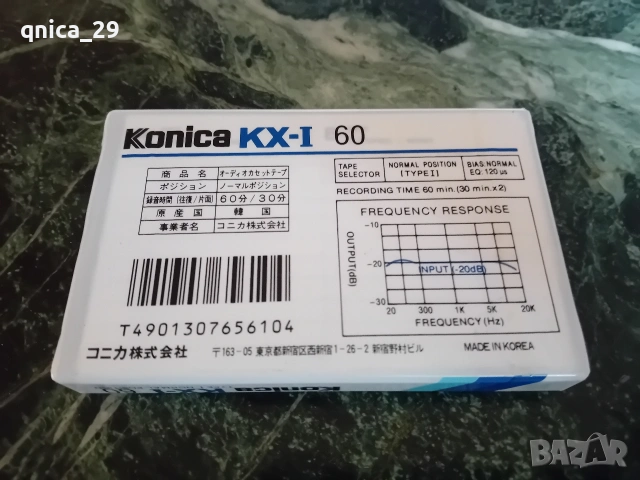 qnica_29
Konica KX-I 60
商品名 オーディオカセットテープ
ポジション ノーマルポジション
録音時間(往復/片面) 60分/30分
原産国 韓国
事業者名 コニカ株式会社
TAPE SELECTOR NORMAL POSITION [TYPE I] BIAS:NORMAL EQ:120μs
RECORDING TIME 60 min.(30 min.x2)
FREQUENCY RESPONSE
OUTPUT(dB)
-10
-20
-30
INPUT (-20dB)
20 300 1K 5K 20K
FREQUENCY(Hz)
T4901307656104
コニカ株式会社 〒163-05 東京都新宿区西新宿1-26-2 新宿野村ビル MADE IN KOREA
Konica
BAZAR.bg